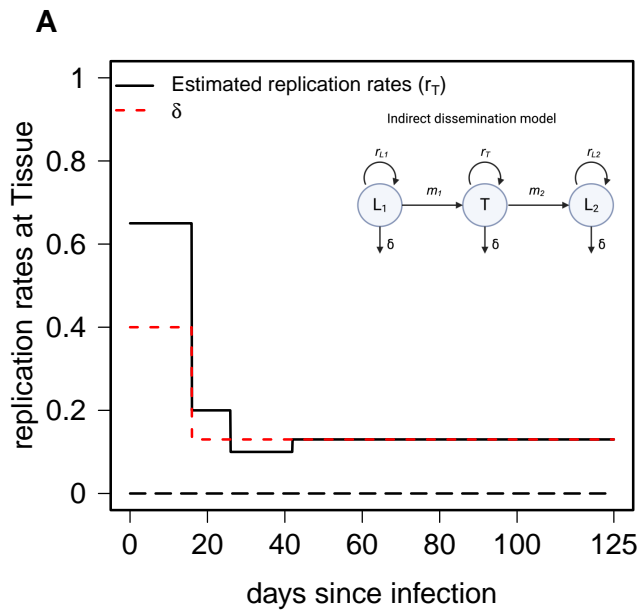 A
Estimated replication rates (r_T)
δ
Indirect dissemination model
r_L1 r_T r_L2
L_1 m_1 T m_2 L_2
δ δ δ
replication rates at Tissue
1
0.8
0.6
0.4
0.2
0
0 20 40 60 80 100 125
days since infection